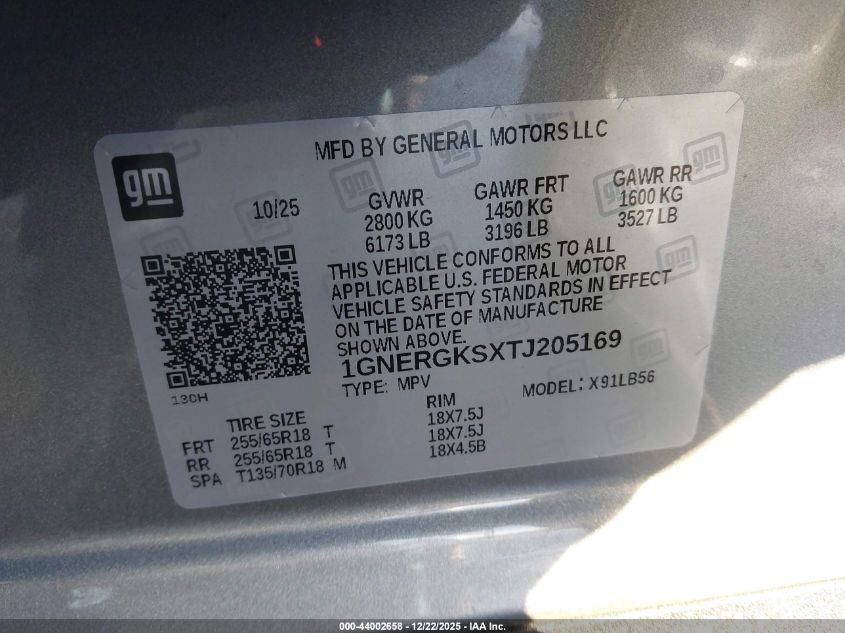 MFD BY GENERAL MOTORS LLC
gm
10/25
GVWR GAWR FRT GAWR RR
2800 KG 1450 KG 1600 KG
6173 LB 3196 LB 3527 LB
THIS VEHICLE CONFORMS TO ALL
APPLICABLE U.S. FEDERAL MOTOR
VEHICLE SAFETY STANDARDS IN EFFECT
ON THE DATE OF MANUFACTURE
SHOWN ABOVE.
1GNERGKSXTJ205169
TYPE: MPV MODEL: X91LB56
130H
TIRE SIZE RIM
FRT 255/65R18 T 18X7.5J
RR 255/65R18 T 18X7.5J
SPA T135/70R18 M 18X4.5B
000-44002658 - 12/22/2025 - IAA Inc.